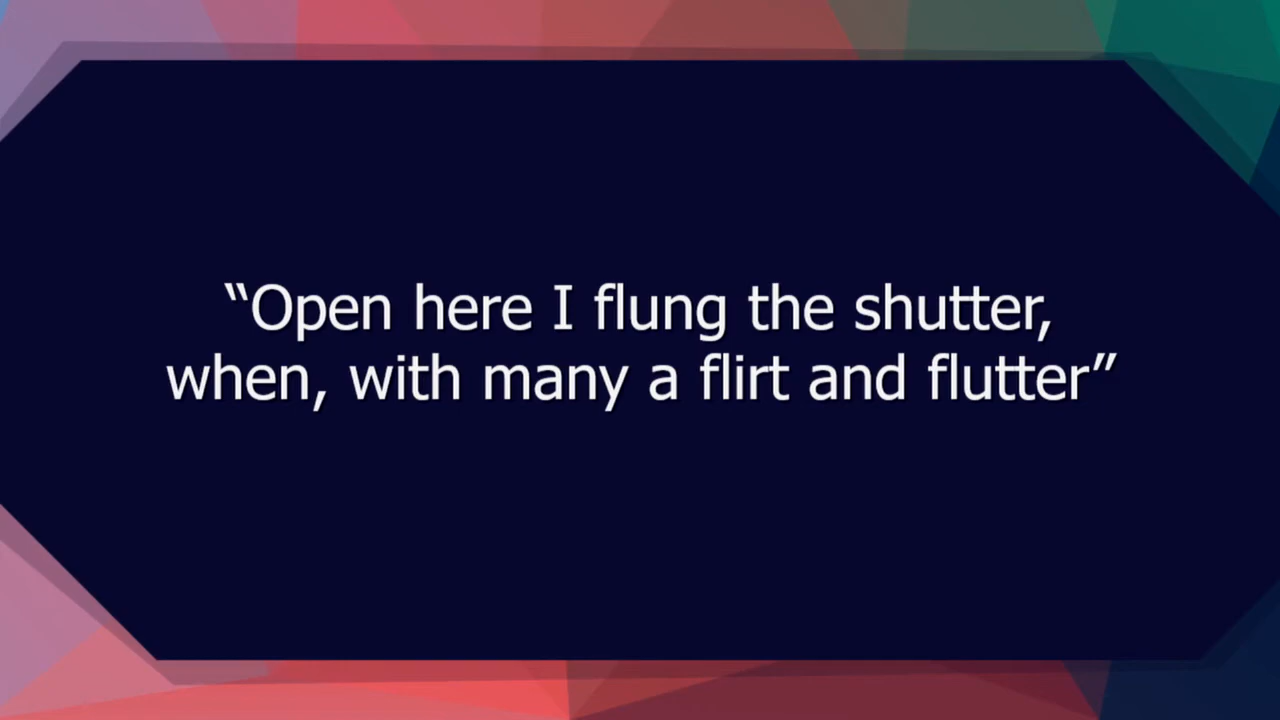 “Open here I flung the shutter,
when, with many a flirt and flutter”